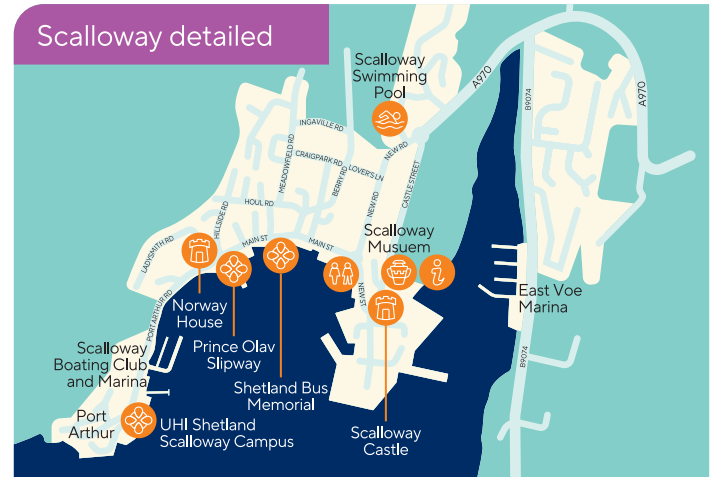 Scalloway detailed
Scalloway
Swimming
Pool
A970
B9074
A970
INGAVILLE RD
NEW RD
MEADOWFIELD RD
CRAIGPARK RD
LOVER'S LN
BERRY RD
CASTLE STREET
HOUL RD
NEW RD
HILLSIDE RD
LADYSMITH RD
MAIN ST
MAIN ST
Scalloway
Musuem
NEW ST
PORT ARTHUR RD
Norway
House
Prince Olav
Slipway
Shetland Bus
Memorial
East Voe
Marina
Scalloway
Boating Club
and Marina
B9074
Port
Arthur
UHI Shetland
Scalloway Campus
Scalloway
Castle